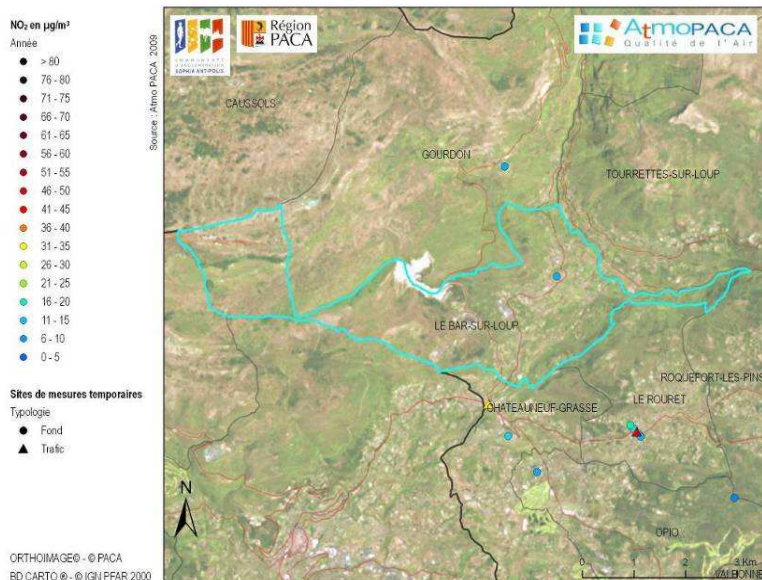 NO₂ en µg/m³
Année
> 80
76 - 80
71 - 75
66 - 70
61 - 65
56 - 60
51 - 55
46 - 50
41 - 45
36 - 40
31 - 35
26 - 30
21 - 25
16 - 20
11 - 15
6 - 10
0 - 5
Sites de mesures temporaires
Typologie
Fond
Trafic
ORTHOIMAGE© - © PACA
BD CARTO ® - © IGN PFAR 2000
Source : Atmo PACA 2009
SOPHIA ANTIPOLIS
Région
PACA
AtmoPACA
Qualité de l'Air
CAUSSOLS
GOURDON
TOURRETTES-SUR-LOUP
LE BAR-SUR-LOUP
ROQUEFORT-LES-PINS
CHATEAUNEUF-GRASSE
LE ROURET
OPIO
N
0 1 2 3 Km
VALBONNE